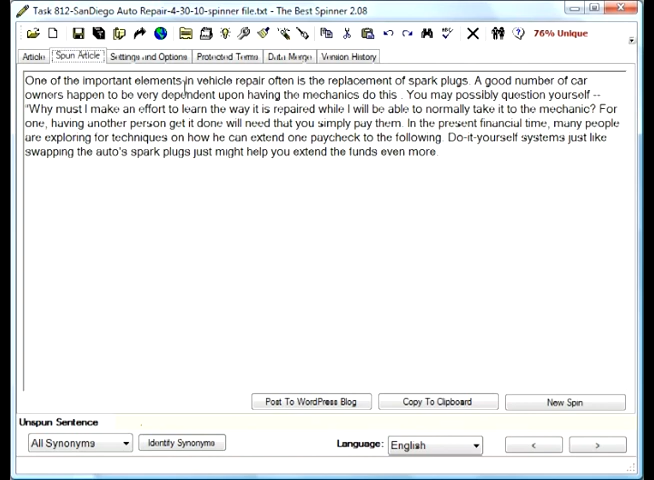 Task 812-SanDiego Auto Repair-4-30-10-spinner file.txt - The Best Spinner 2.08
76% Unique
Article Spun Article Settings and Options Protected Terms Data Merge Version History
One of the important elements in vehicle repair often is the replacement of spark plugs. A good number of car
owners happen to be very dependent upon having the mechanics do this . You may possibly question yourself --
"Why must I make an effort to learn the way it is repaired while I will be able to normally take it to the mechanic? For
one, having another person get it done will need that you simply pay them. In the present financial time, many people
are exploring for techniques on how he can extend one paycheck to the following. Do-it-yourself systems just like
swapping the auto's spark plugs just might help you extend the funds even more.
Post To WordPress Blog Copy To Clipboard New Spin
Unspun Sentence
All Synonyms Identify Synonyms Language: English < >